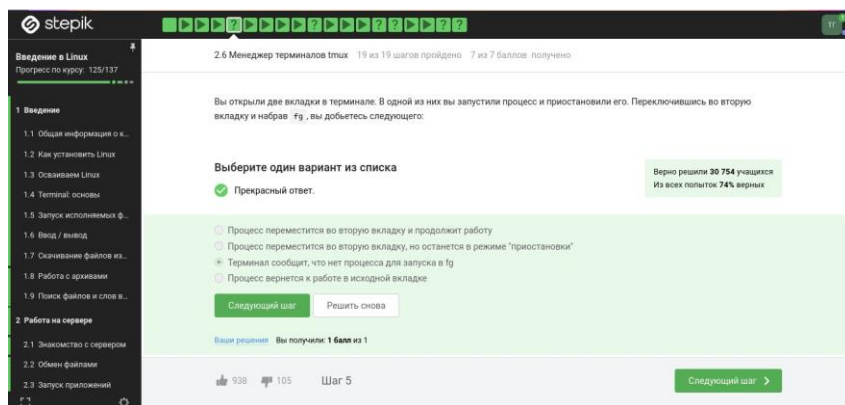 stepik
ТГ
Введение в Linux
Прогресс по курсу: 125/137
2.6 Менеджер терминалов tmux 19 из 19 шагов пройдено 7 из 7 баллов получено
1 Введение
1.1 Общая информация о к...
1.2 Как установить Linux
1.3 Осваиваем Linux
1.4 Terminal: основы
1.5 Запуск исполняемых ф...
1.6 Ввод / вывод
1.7 Скачивание файлов из...
1.8 Работа с архивами
1.9 Поиск файлов и слов в...
2 Работа на сервере
2.1 Знакомство с сервером
2.2 Обмен файлами
2.3 Запуск приложений
Вы открыли две вкладки в терминале. В одной из них вы запустили процесс и приостановили его. Переключившись во вторую
вкладку и набрав fg, вы добьетесь следующего:
Выберите один вариант из списка
Прекрасный ответ.
Верно решили 30 754 учащихся
Из всех попыток 74% верных
Процесс переместится во вторую вкладку и продолжит работу
Процесс переместится во вторую вкладку, но останется в режиме "приостановки"
Терминал сообщит, что нет процесса для запуска в fg
Процесс вернется к работе в исходной вкладке
Следующий шаг
Решить снова
Ваши решения Вы получили: 1 балл из 1
938 105 Шаг 5
Следующий шаг